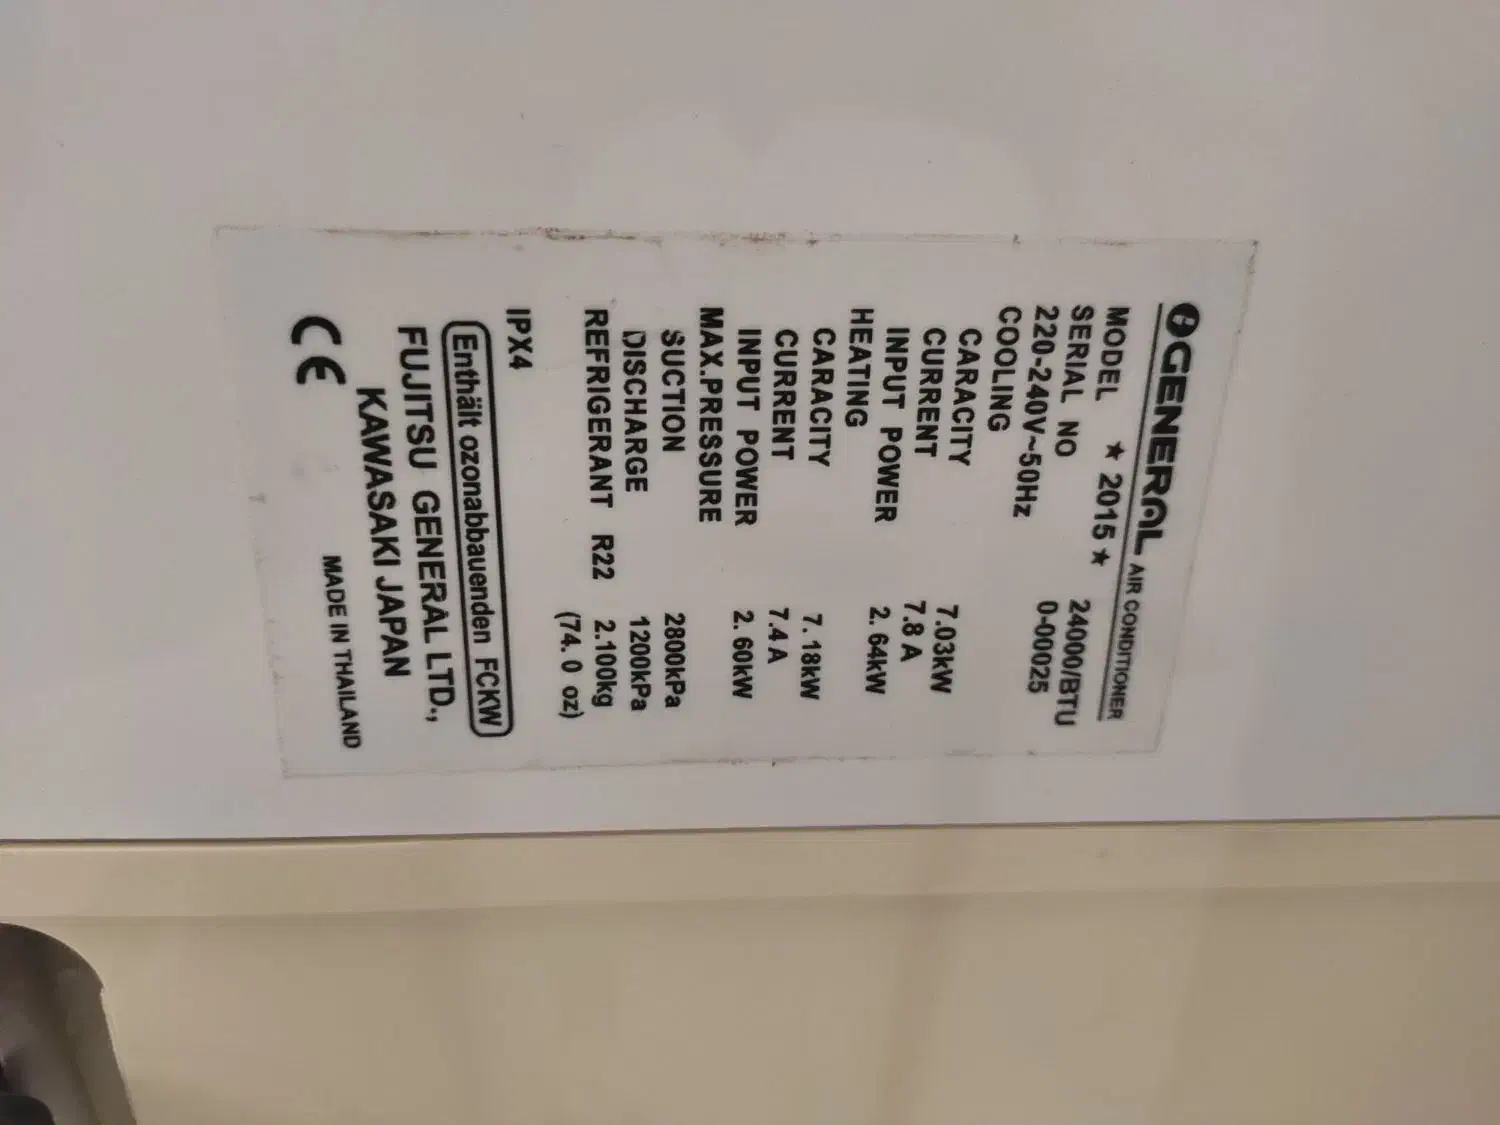 GENERAL AIR CONDITIONER
MODEL ★ 2015 ★ 24000/BTU
SERIAL NO 0-00025
220-240V~50Hz
COOLING
CARACITY 7.03kW
CURRENT 7.8 A
INPUT POWER 2.64kW
HEATING
CARACITY 7.18kW
CURRENT 7.4 A
INPUT POWER 2.60kW
MAX.PRESSURE
SUCTION 2800kPa
DISCHARGE 1200kPa
REFRIGERANT R22 2.100kg
(74.0 oz)
IPX4
Enthält ozonabbauenden FCKW
FUJITSU GENERAL LTD.,
KAWASAKI JAPAN
CE MADE IN THAILAND